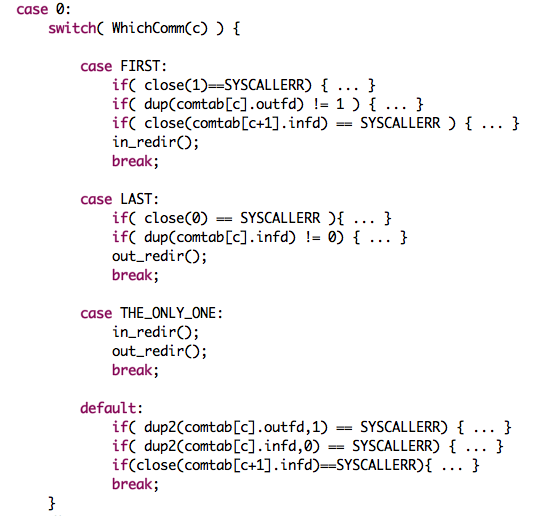 case 0:
switch( WhichComm(c) ) {
case FIRST:
if( close(1)==SYSCALLERR) { ... }
if( dup(comtab[c].outfd) != 1 ) { ... }
if( close(comtab[c+1].infd) == SYSCALLERR ) { ... }
in_redir();
break;
case LAST:
if( close(0) == SYSCALLERR ){ ... }
if( dup(comtab[c].infd) != 0) { ... }
out_redir();
break;
case THE_ONLY_ONE:
in_redir();
out_redir();
break;
default:
if( dup2(comtab[c].outfd,1) == SYSCALLERR) { ... }
if( dup2(comtab[c].infd,0) == SYSCALLERR) { ... }
if(close(comtab[c+1].infd)==SYSCALLERR){ ... }
break;
}